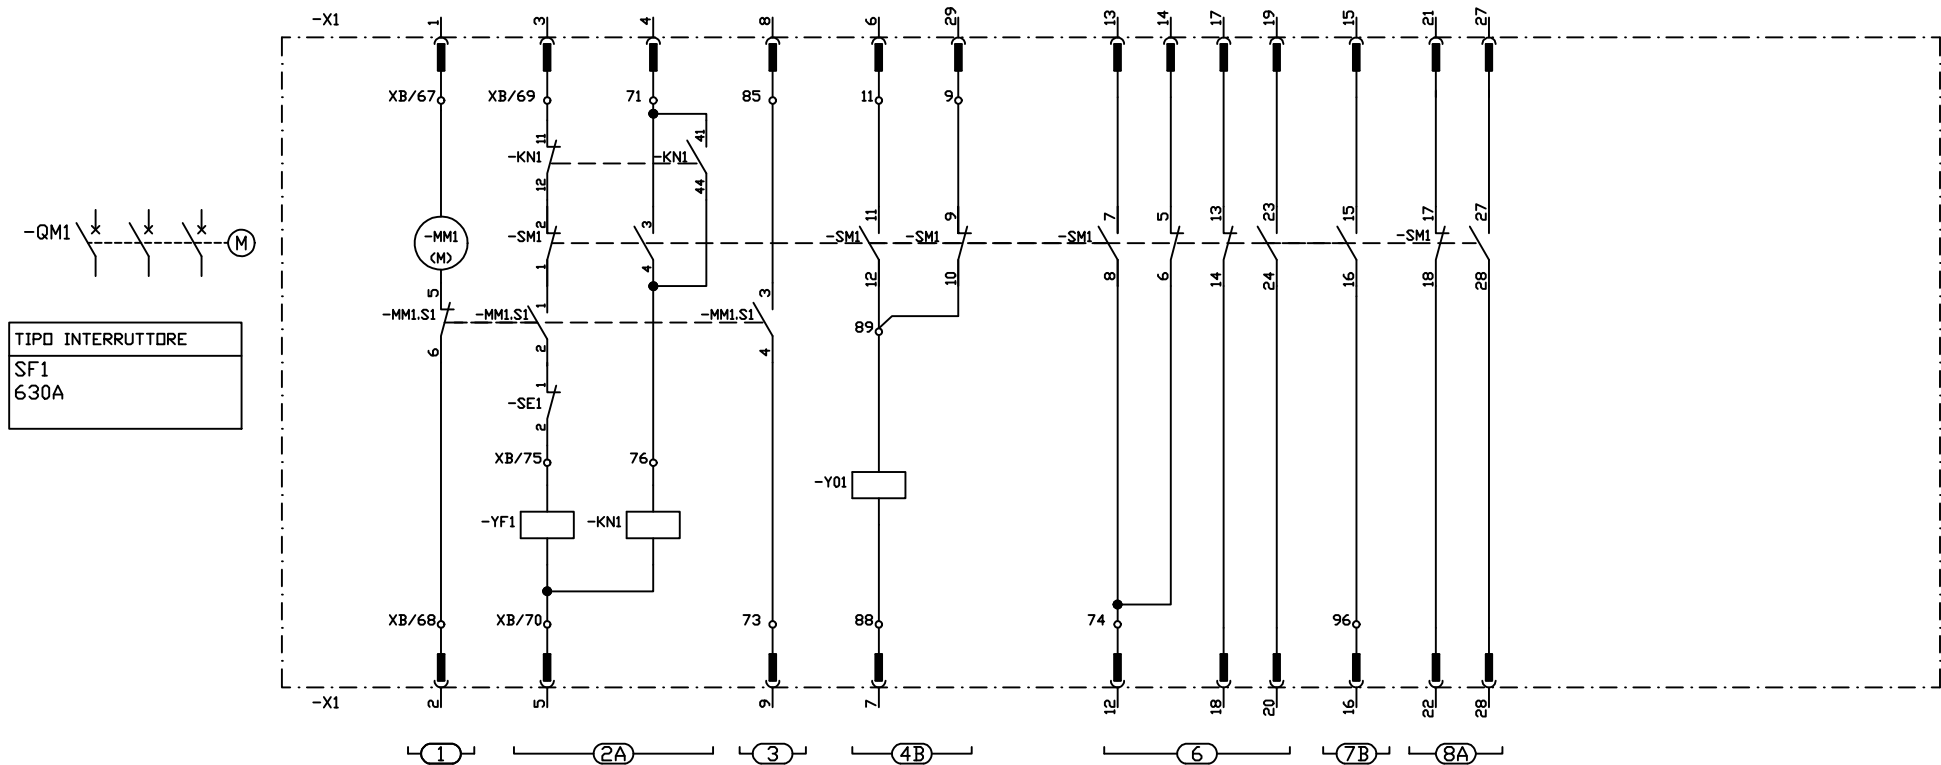 -X1 1 3 4 8 6 29 13 14 17 19 15 21 27
XB/67 XB/69 71 85 11 9
11 41
-KN1 -KN1
12 44
2 3 11 9 7 5 13 23 15 17 27
-QM1 M -MM1 -SM1 -SM1 -SM1 -SM1 -SM1
(M)
1 4 12 10 8 6 14 24 16 18 28
5 1 3
-MM1.S1 -MM1.S1 -MM1.S1 89
6 2 4
TIPO INTERRUTTORE
SF1
630A
1
-SE1
2
XB/75 76
-Y01
-YF1 -KN1
XB/68 XB/70 73 88 74 96
-X1 2 5 9 7 12 18 20 16 22 28
1 2A 3 4B 6 7B 8A